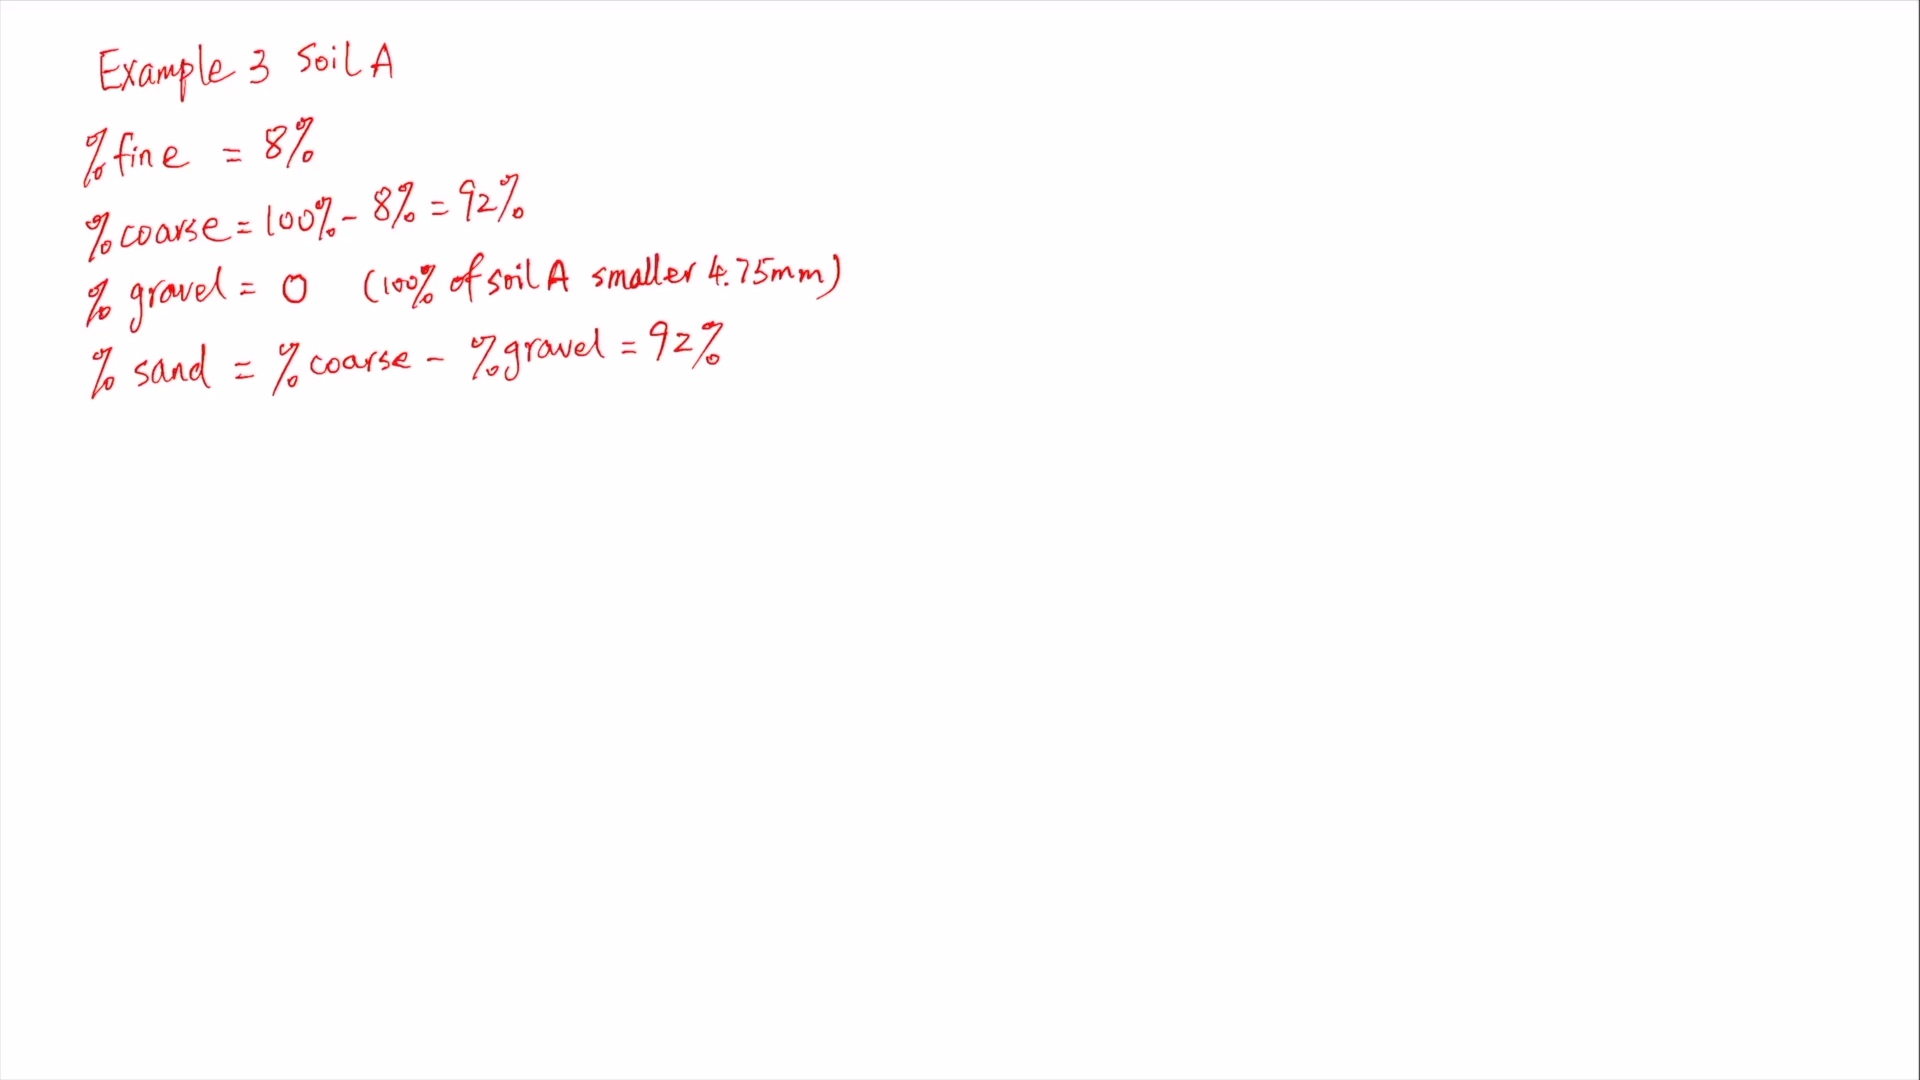 Example 3 Soil A
% fine = 8%
% coarse = 100% - 8% = 92%
% gravel = 0 (100% of soil A smaller 4.75mm)
% sand = % coarse - % gravel = 92%